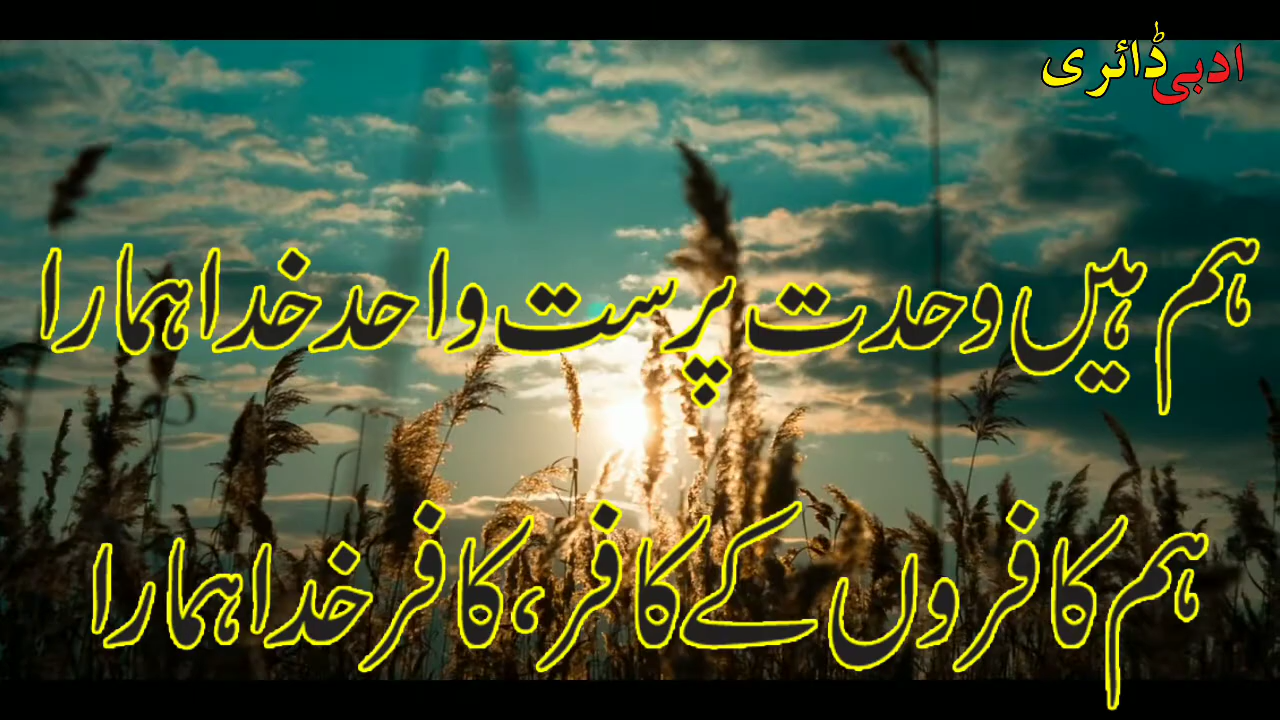 ادبی ڈائری
ہم ہیں وحدت پرست واحد خدا ہمارا
ہم کافروں کے کافر، کافر خدا ہمارا